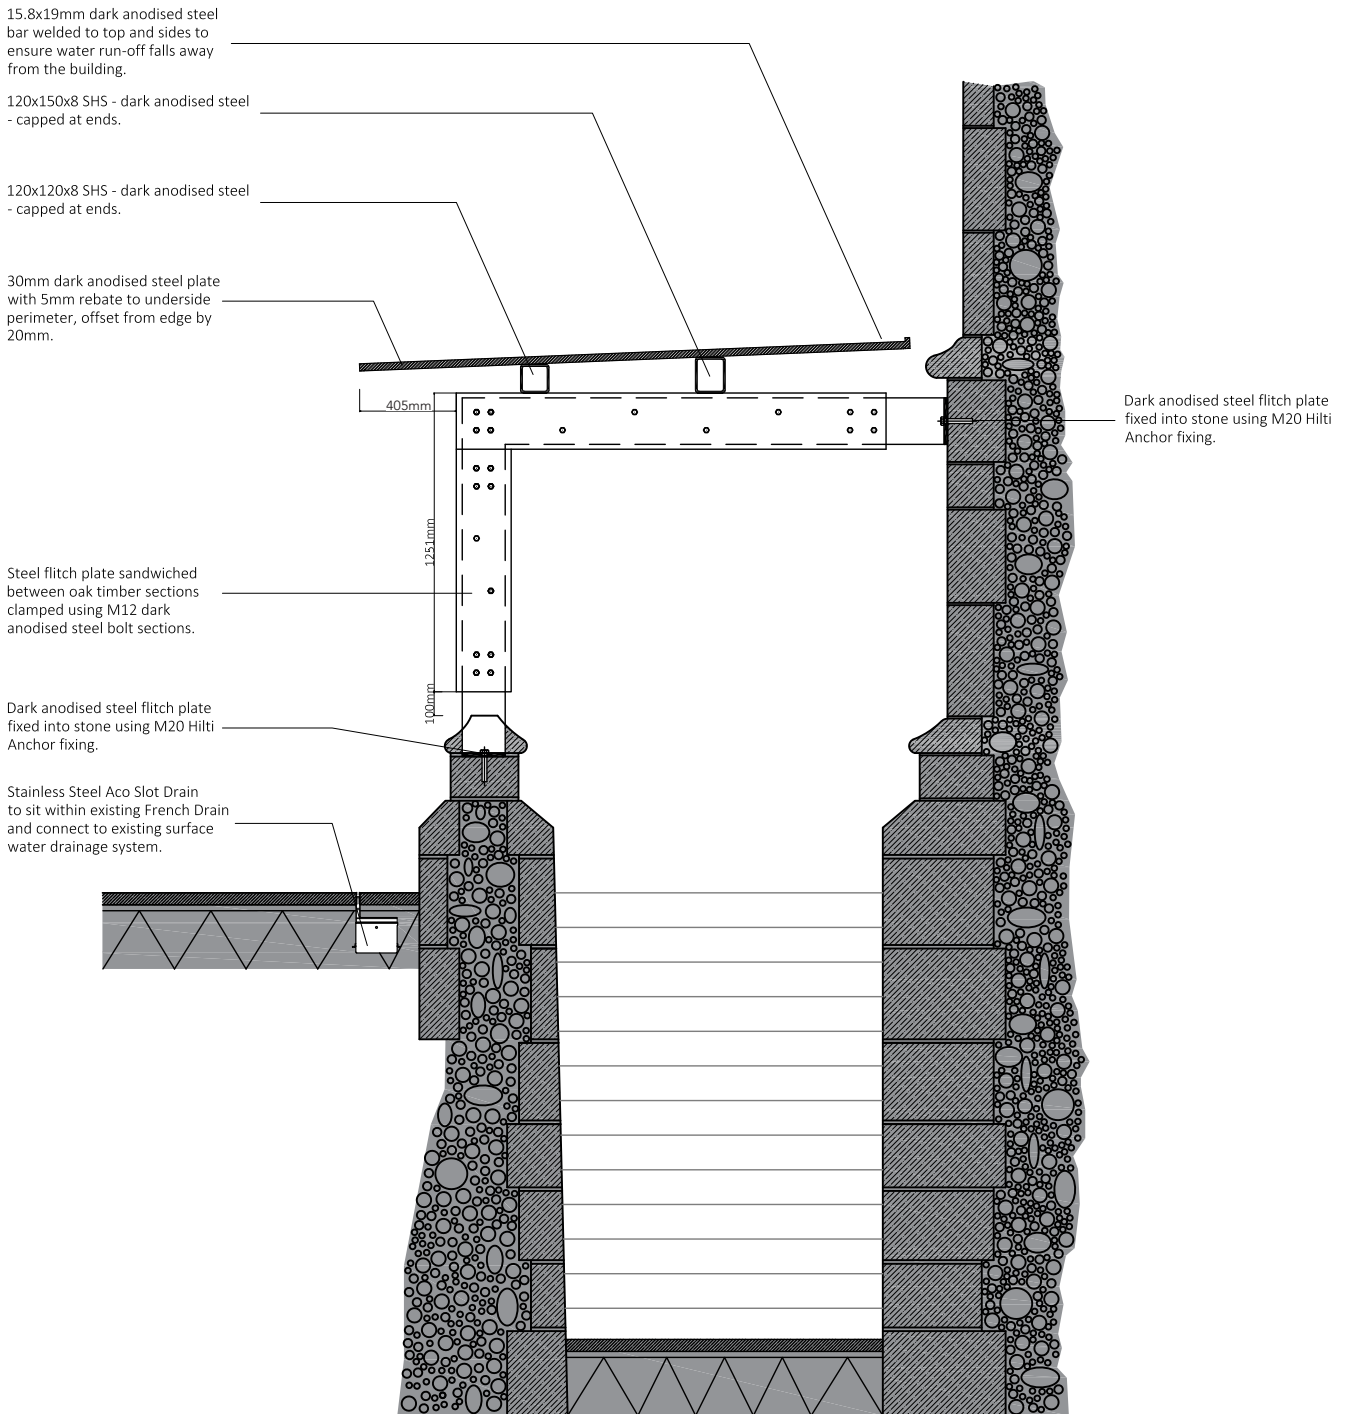 15.8x19mm dark anodised steel
bar welded to top and sides to
ensure water run-off falls away
from the building.
120x150x8 SHS - dark anodised steel
- capped at ends.
120x120x8 SHS - dark anodised steel
- capped at ends.
30mm dark anodised steel plate
with 5mm rebate to underside
perimeter, offset from edge by
20mm.
405mm
Dark anodised steel flitch plate
fixed into stone using M20 Hilti
Anchor fixing.
1251mm
Steel flitch plate sandwiched
between oak timber sections
clamped using M12 dark
anodised steel bolt sections.
100mm
Dark anodised steel flitch plate
fixed into stone using M20 Hilti
Anchor fixing.
Stainless Steel Aco Slot Drain
to sit within existing French Drain
and connect to existing surface
water drainage system.